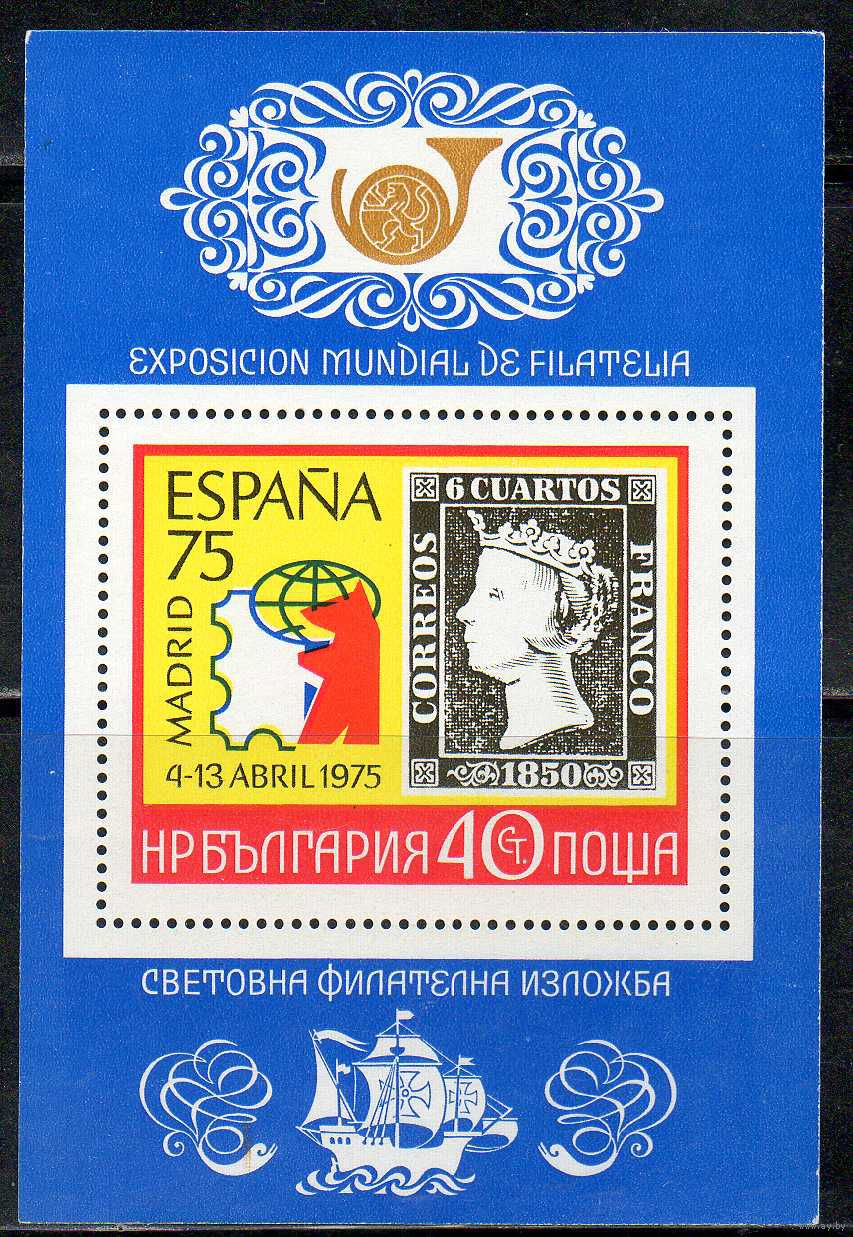 EXPOSICION MUNDIAL DE FILATELIA
ESPAÑA
75
MADRID
4-13 ABRIL 1975
6 CUARTOS
CORREOS
FRANCO
1850
НР БЪЛГАРИЯ 40 СТ. ПОЩА
СВЕТОВНА ФИЛАТЕЛНА ИЗЛОЖБА